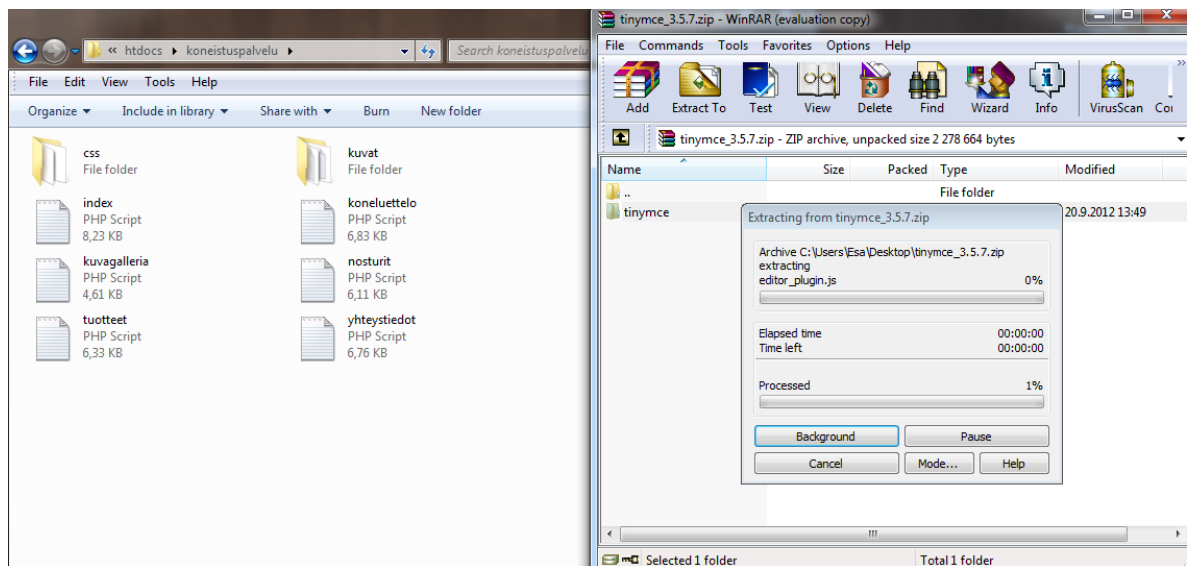 « htdocs ▸ koneistuspalvelu ▸
Search koneistuspalvelu
File Edit View Tools Help
Organize ▾ Include in library ▾ Share with ▾ Burn New folder
css
File folder
kuvat
File folder
index
PHP Script
8,23 KB
koneluettelo
PHP Script
6,83 KB
kuvagalleria
PHP Script
4,61 KB
nosturit
PHP Script
6,11 KB
tuotteet
PHP Script
6,33 KB
yhteystiedot
PHP Script
6,76 KB
tinymce_3.5.7.zip - WinRAR (evaluation copy)
File Commands Tools Favorites Options Help
Add Extract To Test View Delete Find Wizard Info VirusScan
tinymce_3.5.7.zip - ZIP archive, unpacked size 2 278 664 bytes
Name Size Packed Type Modified
.. File folder
tinymce 20.9.2012 13:49
Extracting from tinymce_3.5.7.zip
Archive C:\Users\Esa\Desktop\tinymce_3.5.7.zip
extracting
editor_plugin.js 0%
Elapsed time 00:00:00
Time left 00:00:00
Processed 1%
Background Pause
Cancel Mode... Help
Selected 1 folder Total 1 folder